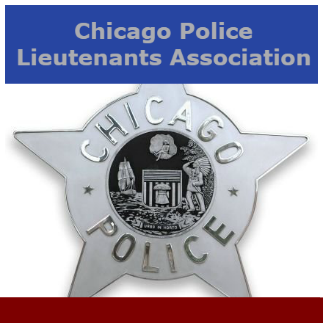 Chicago Police
Lieutenants Association
CHICAGO
POLICE